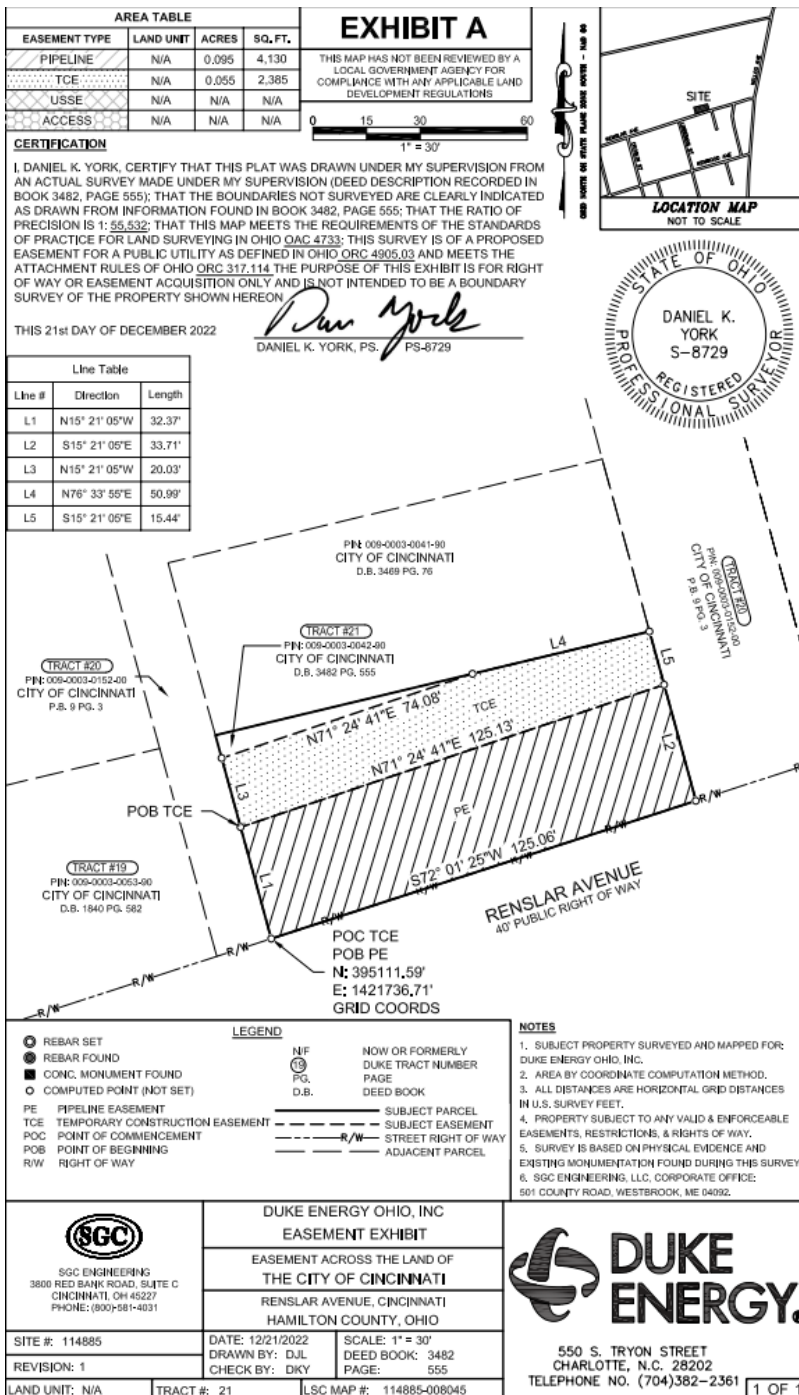 AREA TABLE
EASEMENT TYPE LAND UNIT ACRES SQ. FT.
PIPELINE N/A 0.095 4,130
TCE N/A 0.055 2,385
USSE N/A N/A N/A
ACCESS N/A N/A N/A
EXHIBIT A
THIS MAP HAS NOT BEEN REVIEWED BY A
LOCAL GOVERNMENT AGENCY FOR
COMPLIANCE WITH ANY APPLICABLE LAND
DEVELOPMENT REGULATIONS
0 15 30 60
1" = 30'
SITE
LOCATION MAP
NOT TO SCALE
CERTIFICATION
I, DANIEL K. YORK, CERTIFY THAT THIS PLAT WAS DRAWN UNDER MY SUPERVISION FROM
AN ACTUAL SURVEY MADE UNDER MY SUPERVISION (DEED DESCRIPTION RECORDED IN
BOOK 3482, PAGE 555); THAT THE BOUNDARIES NOT SURVEYED ARE CLEARLY INDICATED
AS DRAWN FROM INFORMATION FOUND IN BOOK 3482, PAGE 555; THAT THE RATIO OF
PRECISION IS 1: 55,532; THAT THIS MAP MEETS THE REQUIREMENTS OF THE STANDARDS
OF PRACTICE FOR LAND SURVEYING IN OHIO OAC 4733; THIS SURVEY IS OF A PROPOSED
EASEMENT FOR A PUBLIC UTILITY AS DEFINED IN OHIO ORC 4905.03 AND MEETS THE
ATTACHMENT RULES OF OHIO ORC 317.114 THE PURPOSE OF THIS EXHIBIT IS FOR RIGHT
OF WAY OR EASEMENT ACQUISITION ONLY AND IS NOT INTENDED TO BE A BOUNDARY
SURVEY OF THE PROPERTY SHOWN HEREON
THIS 21st DAY OF DECEMBER 2022
Dan York
DANIEL K. YORK, PS. PS-8729
STATE OF OHIO
DANIEL K.
YORK
S-8729
REGISTERED
PROFESSIONAL SURVEYOR
Line Table
Line # Direction Length
L1 N15° 21' 05"W 32.37'
L2 S15° 21' 05"E 33.71'
L3 N15° 21' 05"W 20.03'
L4 N76° 33' 55"E 50.99'
L5 S15° 21' 05"E 15.44'
PIN: 009-0003-0041-90
CITY OF CINCINNATI
D.B. 3469 PG. 76
TRACT #20
PIN: 009-0003-0152-00
CITY OF CINCINNATI
P.B. 9 PG. 3
TRACT #21
PIN: 009-0003-0042-90
CITY OF CINCINNATI
D.B. 3482 PG. 555
TRACT #20
PIN: 009-0003-0152-00
CITY OF CINCINNATI
P.B. 9 PG. 3
L4
L5
N71° 24' 41"E 74.08'
TCE
N71° 24' 41"E 125.13'
L3
L2
POB TCE
PE
TRACT #19
PIN: 009-0003-0053-90
CITY OF CINCINNATI
D.B. 1840 PG. 582
L1
S72° 01' 25"W 125.06'
R/W
R/W
R/W
R/W
R/W
R/W
R/W
R/W
RENSLAR AVENUE
40' PUBLIC RIGHT OF WAY
POC TCE
POB PE
N: 395111.59'
E: 1421736.71'
GRID COORDS
LEGEND
REBAR SET
REBAR FOUND
CONC. MONUMENT FOUND
COMPUTED POINT (NOT SET)
N/F NOW OR FORMERLY
19 DUKE TRACT NUMBER
PG. PAGE
D.B. DEED BOOK
PE PIPELINE EASEMENT
TCE TEMPORARY CONSTRUCTION EASEMENT
POC POINT OF COMMENCEMENT
POB POINT OF BEGINNING
R/W RIGHT OF WAY
SUBJECT PARCEL
SUBJECT EASEMENT
R/W STREET RIGHT OF WAY
ADJACENT PARCEL
NOTES
1. SUBJECT PROPERTY SURVEYED AND MAPPED FOR:
DUKE ENERGY OHIO, INC.
2. AREA BY COORDINATE COMPUTATION METHOD.
3. ALL DISTANCES ARE HORIZONTAL GRID DISTANCES
IN U.S. SURVEY FEET.
4. PROPERTY SUBJECT TO ANY VALID & ENFORCEABLE
EASEMENTS, RESTRICTIONS, & RIGHTS OF WAY.
5. SURVEY IS BASED ON PHYSICAL EVIDENCE AND
EXISTING MONUMENTATION FOUND DURING THIS SURVEY
6. SGC ENGINEERING, LLC, CORPORATE OFFICE:
501 COUNTY ROAD, WESTBROOK, ME 04092.
SGC
SGC ENGINEERING
3800 RED BANK ROAD, SUITE C
CINCINNATI, OH 45227
PHONE: (800)-581-4031
DUKE ENERGY OHIO, INC
EASEMENT EXHIBIT
EASEMENT ACROSS THE LAND OF
THE CITY OF CINCINNATI
RENSLAR AVENUE, CINCINNATI
HAMILTON COUNTY, OHIO
SITE #: 114885
REVISION: 1
DATE: 12/21/2022
DRAWN BY: DJL
CHECK BY: DKY
SCALE: 1" = 30'
DEED BOOK: 3482
PAGE: 555
LAND UNIT: N/A TRACT #: 21 LSC MAP #: 114885-008045
DUKE
ENERGY®
550 S. TRYON STREET
CHARLOTTE, N.C. 28202
TELEPHONE NO. (704)382-2361
1 OF 1